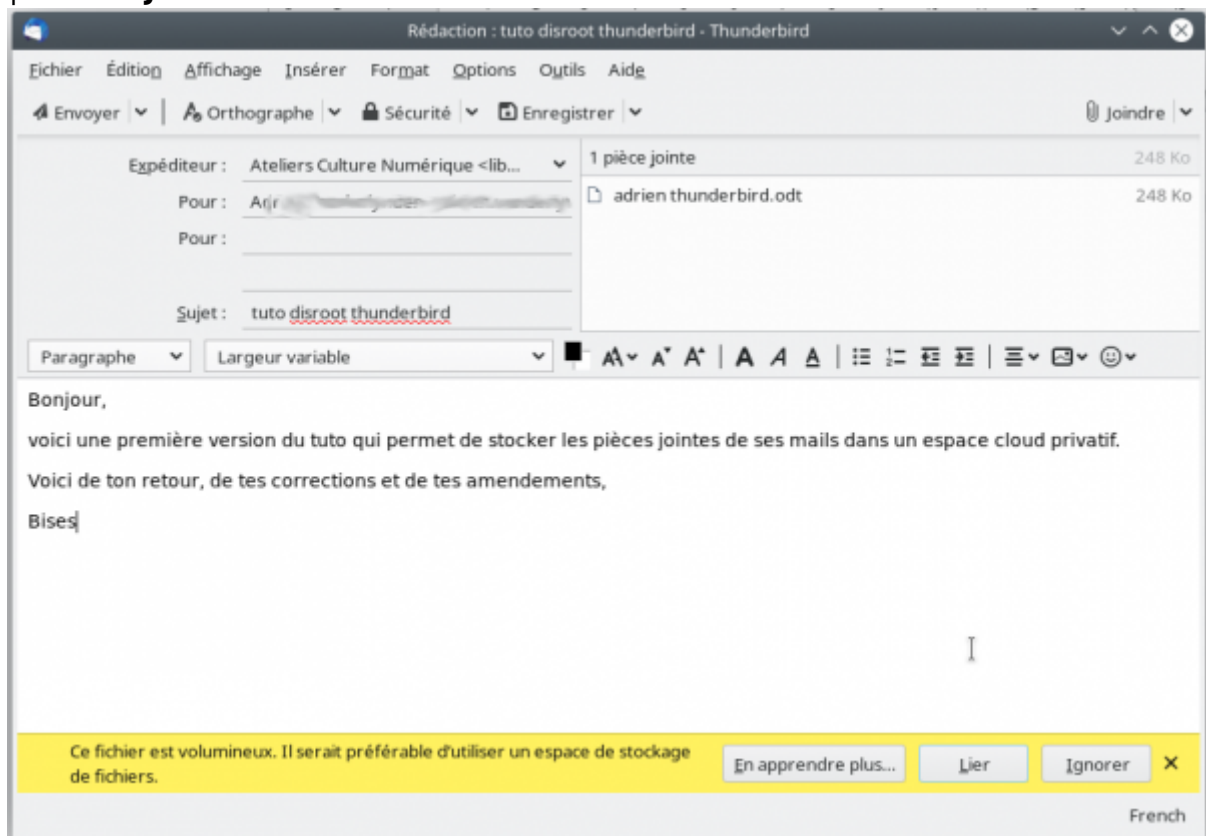 Rédaction : tuto disroot thunderbird - Thunderbird
Fichier Édition Affichage Insérer Format Options Outils Aide
Envoyer Orthographe Sécurité Enregistrer Joindre
Expéditeur : Ateliers Culture Numérique <lib...
1 pièce jointe 248 Ko
Pour :
adrien thunderbird.odt 248 Ko
Pour :
Sujet : tuto disroot thunderbird
Paragraphe Largeur variable
Bonjour,
voici une première version du tuto qui permet de stocker les pièces jointes de ses mails dans un espace cloud privatif.
Voici de ton retour, de tes corrections et de tes amendements,
Bises
Ce fichier est volumineux. Il serait préférable d'utiliser un espace de stockage
de fichiers.
En apprendre plus... Lier Ignorer
French